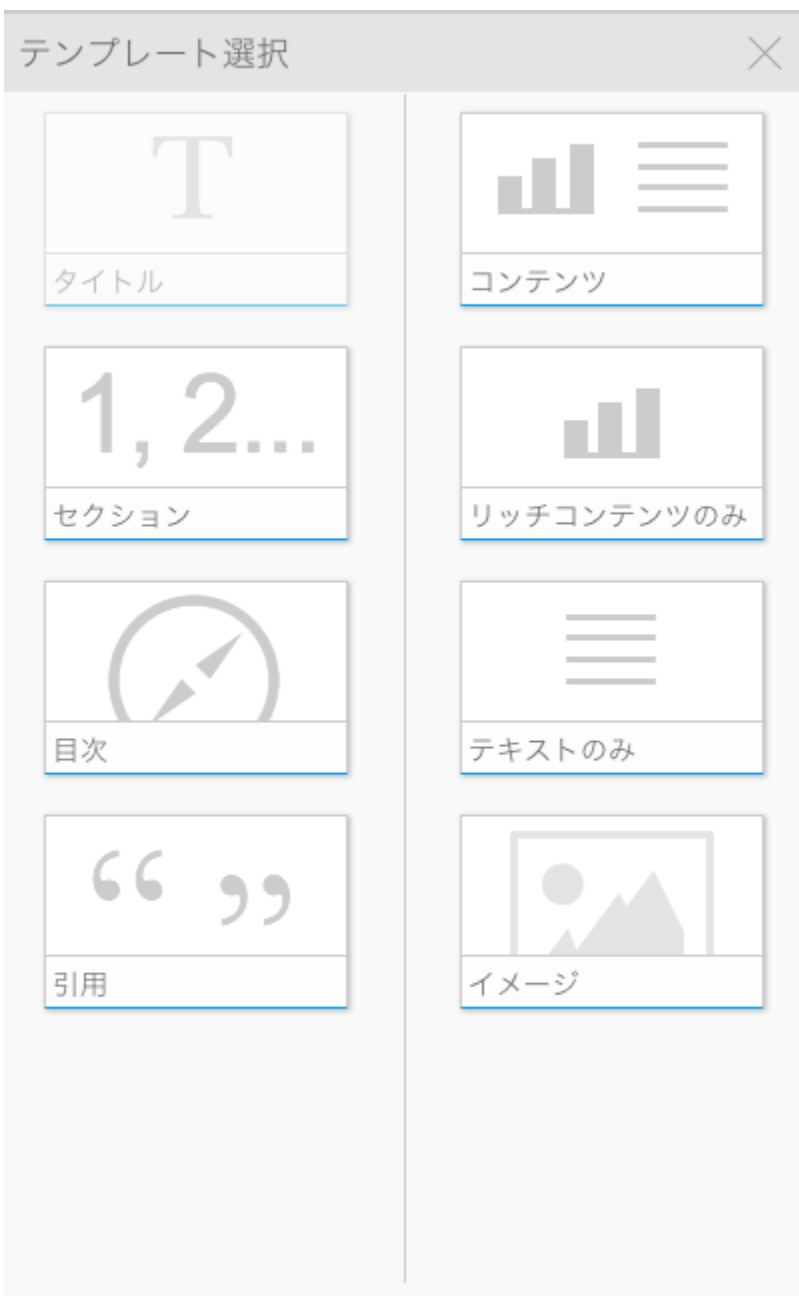 テンプレート選択
T
タイトル
1, 2...
セクション
目次
“ ”
引用
コンテンツ
リッチコンテンツのみ
テキストのみ
イメージ